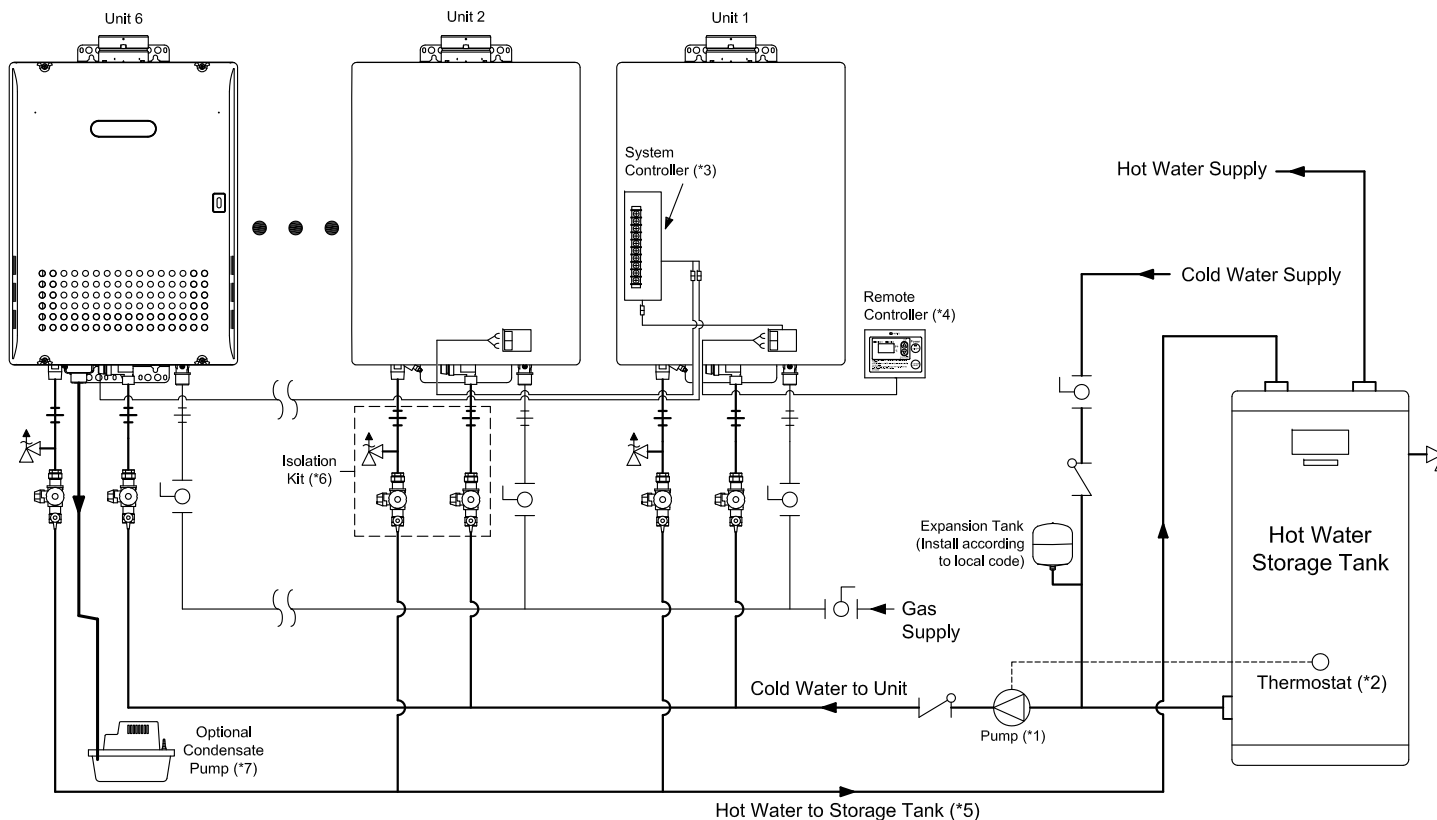 Unit 6
Unit 2
Unit 1
System
Controller (*3)
Hot Water Supply
Cold Water Supply
Remote
Controller (*4)
Isolation
Kit (*6)
Expansion Tank
(Install according
to local code)
Hot Water
Storage Tank
Gas
Supply
Thermostat (*2)
Cold Water to Unit
Pump (*1)
Optional
Condensate
Pump (*7)
Hot Water to Storage Tank (*5)